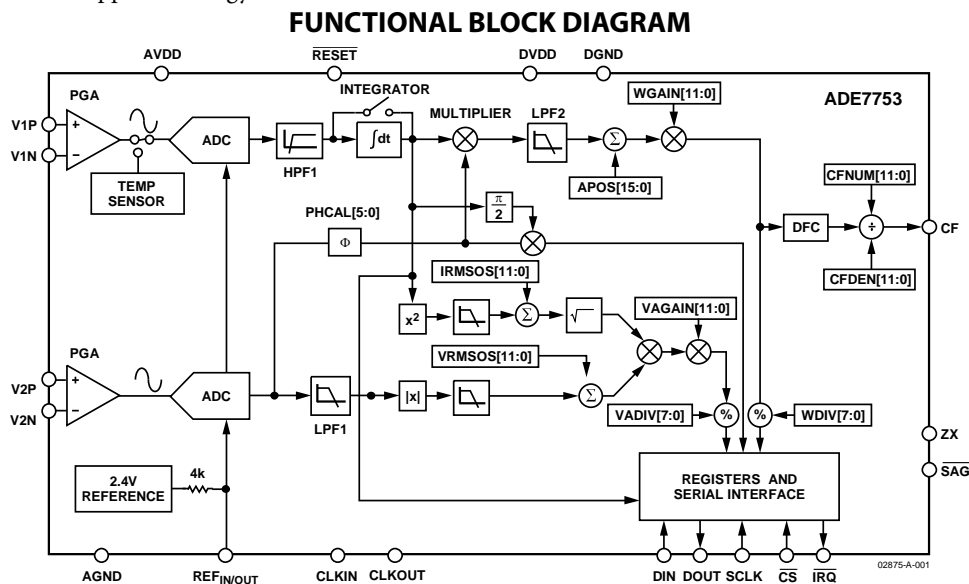 FUNCTIONAL BLOCK DIAGRAM
AVDD
RESET
DVDD
DGND
INTEGRATOR
WGAIN[11:0]
ADE7753
PGA
MULTIPLIER
LPF2
V1P
+
ADC
∫dt
Σ
V1N
−
HPF1
TEMP
SENSOR
APOS[15:0]
CFNUM[11:0]
PHCAL[5:0]
π
2
DFC
÷
CF
Φ
IRMSOS[11:0]
CFDEN[11:0]
x2
Σ
√
VAGAIN[11:0]
PGA
VRMSOS[11:0]
V2P
+
ADC
|x|
Σ
V2N
−
LPF1
VADIV[7:0]
%
%
WDIV[7:0]
ZX
2.4V
REFERENCE
4k
REGISTERS AND
SERIAL INTERFACE
SAG
AGND
REFIN/OUT
CLKIN
CLKOUT
DIN
DOUT
SCLK
CS
IRQ
02875-A-001